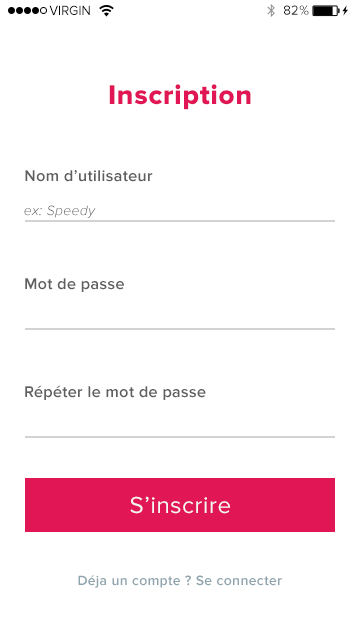 VIRGIN 82%
Inscription
Nom d’utilisateur
ex: Speedy
Mot de passe
Répéter le mot de passe
S’inscrire
Déja un compte ? Se connecter